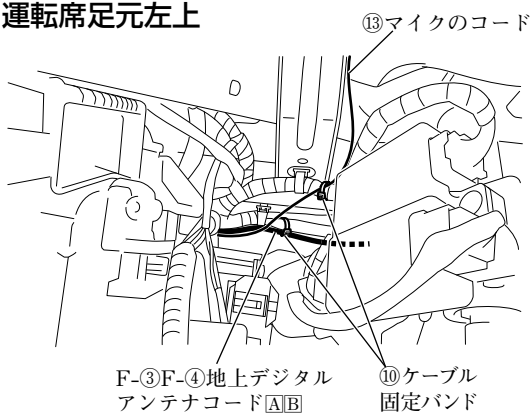 運転席足元左上
⑬マイクのコード
F-③F-④地上デジタル
アンテナコード🄰🄱
⑩ケーブル
固定バンド